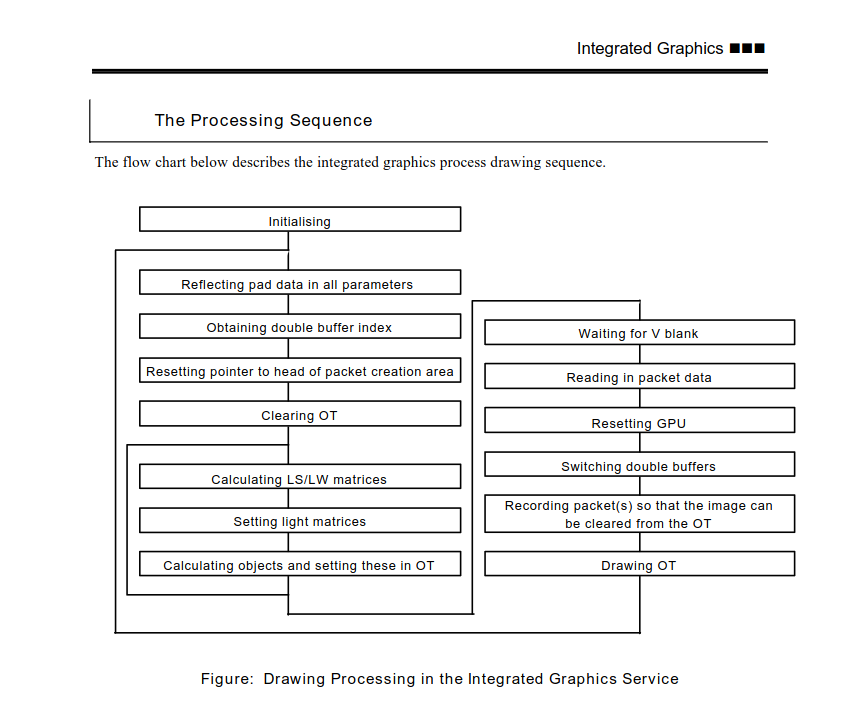 Integrated Graphics ■■■
The Processing Sequence
The flow chart below describes the integrated graphics process drawing sequence.
Initialising
Reflecting pad data in all parameters
Obtaining double buffer index
Resetting pointer to head of packet creation area
Clearing OT
Calculating LS/LW matrices
Setting light matrices
Calculating objects and setting these in OT
Waiting for V blank
Reading in packet data
Resetting GPU
Switching double buffers
Recording packet(s) so that the image can
be cleared from the OT
Drawing OT
Figure: Drawing Processing in the Integrated Graphics Service